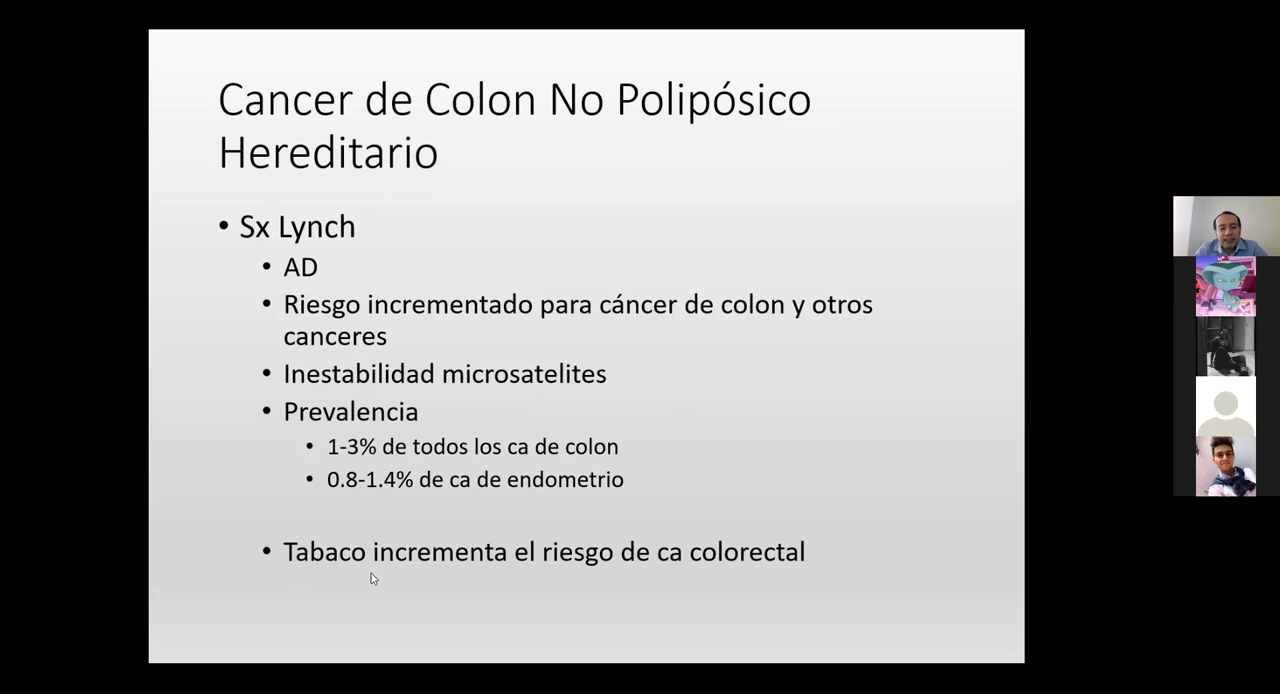 Cancer de Colon No Polipósico
Hereditario
• Sx Lynch
• AD
• Riesgo incrementado para cáncer de colon y otros
canceres
• Inestabilidad microsatelites
• Prevalencia
• 1-3% de todos los ca de colon
• 0.8-1.4% de ca de endometrio
• Tabaco incrementa el riesgo de ca colorectal